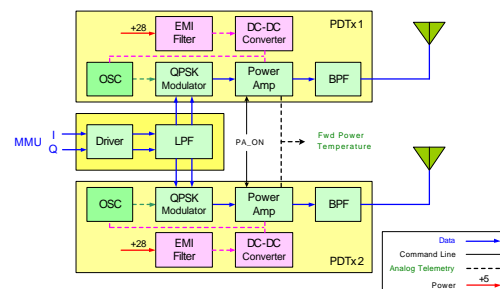 PDTx1
+28
EMI
Filter
DC-DC
Converter
OSC
QPSK
Modulator
Power
Amp
BPF
MMU
I
Q
Driver
LPF
PA_ON
Fwd Power
Temperature
OSC
QPSK
Modulator
Power
Amp
BPF
+28
EMI
Filter
DC-DC
Converter
PDTx2
Data
Command Line
Analog Telemetry
Power
+5